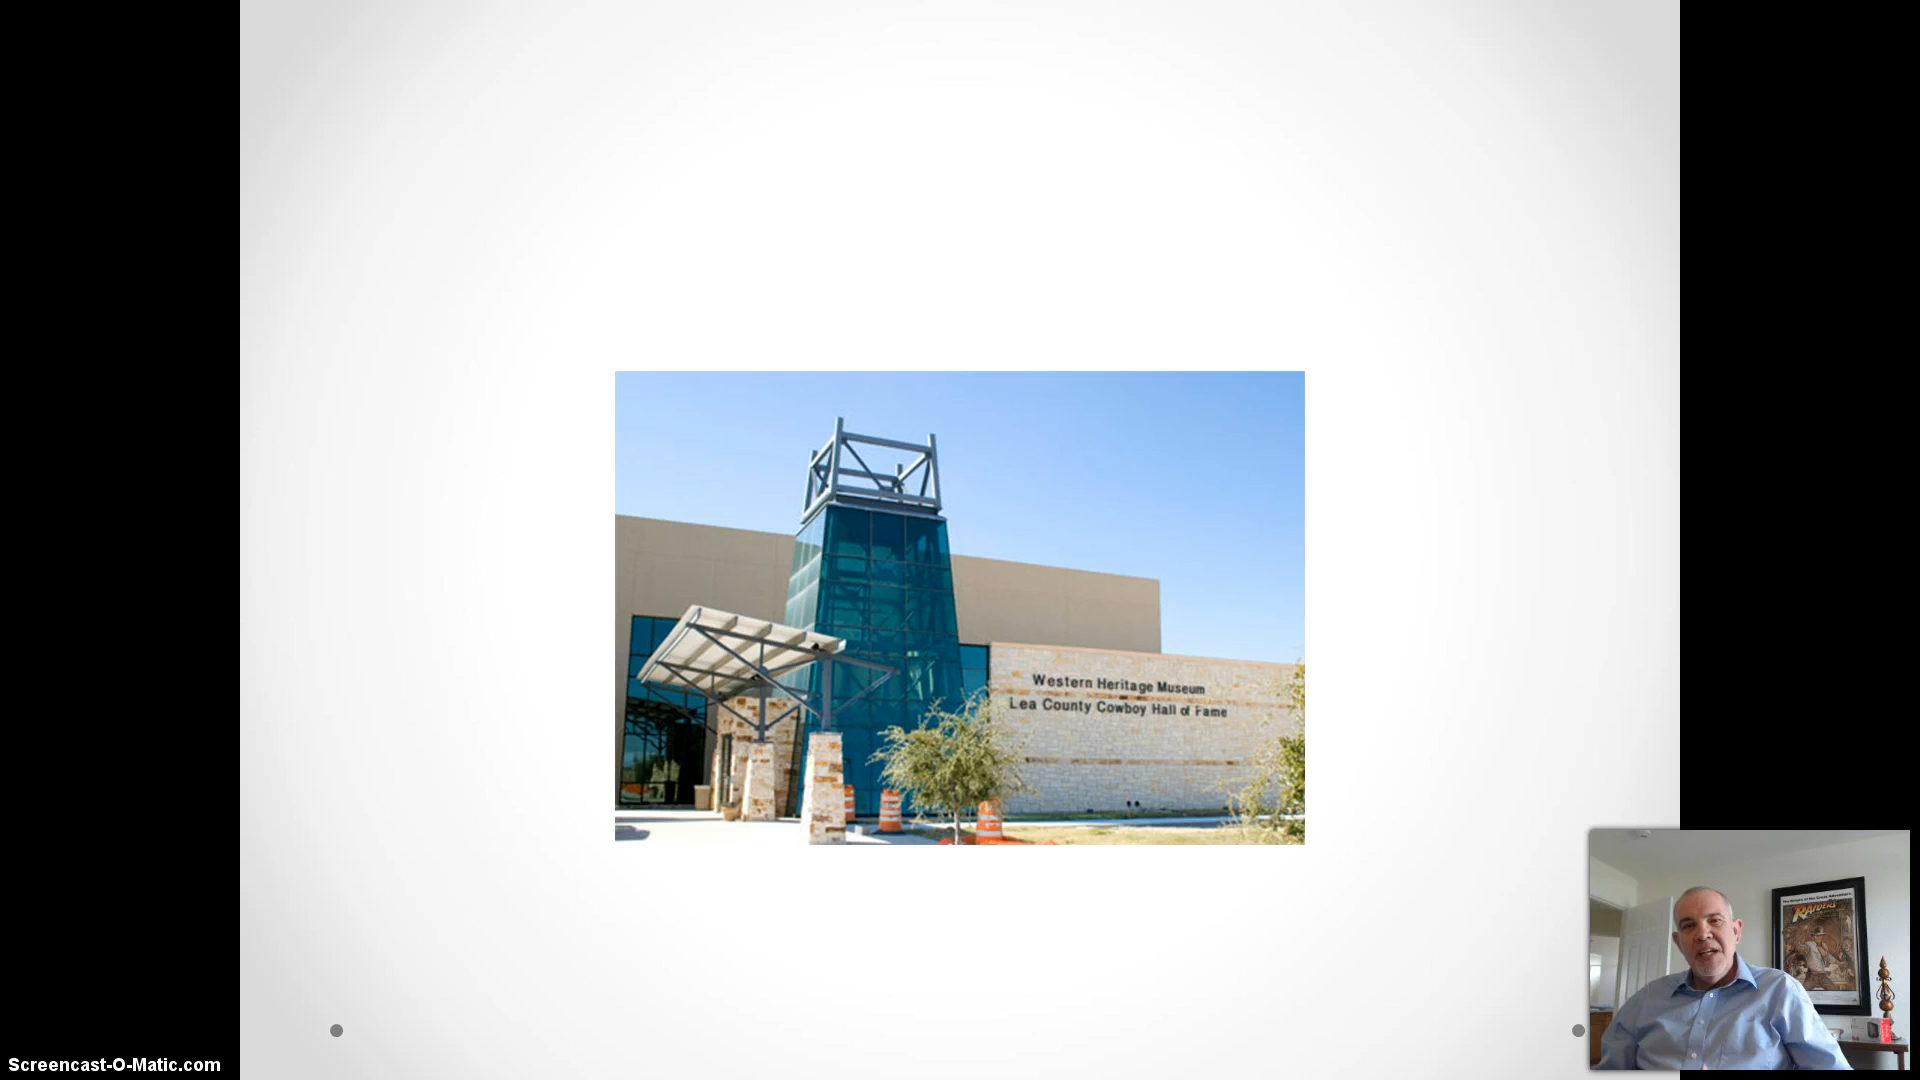 Western Heritage Museum
Lea County Cowboy Hall of Fame
RAIDERS
Screencast-O-Matic.com